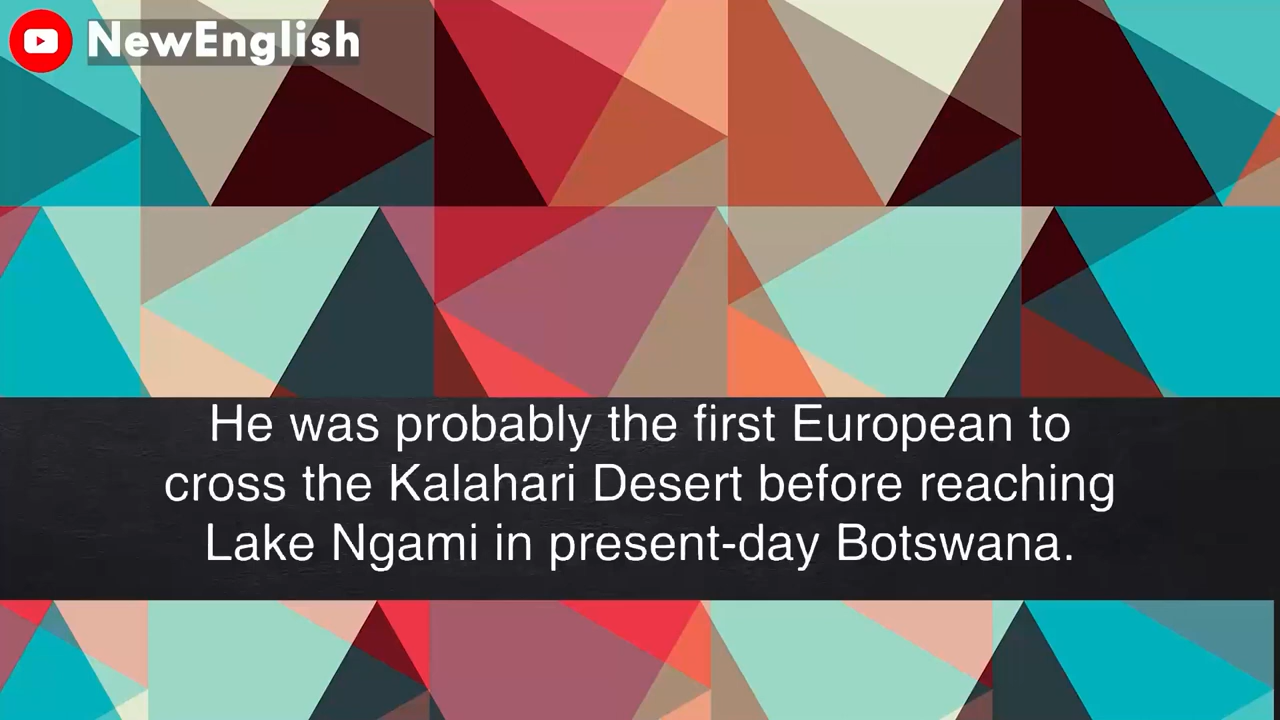 NewEnglish
He was probably the first European to
cross the Kalahari Desert before reaching
Lake Ngami in present-day Botswana.